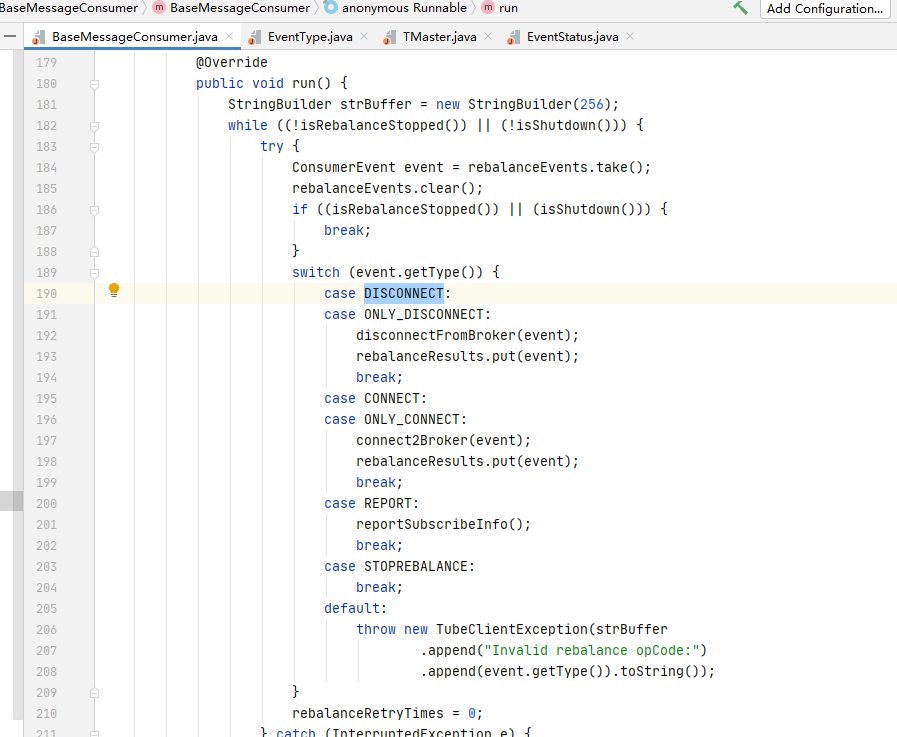 BaseMessageConsumer m BaseMessageConsumer anonymous Runnable m run Add Configuration...
BaseMessageConsumer.java EventType.java TMaster.java EventStatus.java
179 @Override
180 public void run() {
181 StringBuilder strBuffer = new StringBuilder(256);
182 while ((!isRebalanceStopped()) || (!isShutdown())) {
183 try {
184 ConsumerEvent event = rebalanceEvents.take();
185 rebalanceEvents.clear();
186 if ((isRebalanceStopped()) || (isShutdown())) {
187 break;
188 }
189 switch (event.getType()) {
190 case DISCONNECT:
191 case ONLY_DISCONNECT:
192 disconnectFromBroker(event);
193 rebalanceResults.put(event);
194 break;
195 case CONNECT:
196 case ONLY_CONNECT:
197 connect2Broker(event);
198 rebalanceResults.put(event);
199 break;
200 case REPORT:
201 reportSubscribeInfo();
202 break;
203 case STOPREBALANCE:
204 break;
205 default:
206 throw new TubeClientException(strBuffer
207 .append("Invalid rebalance opCode:")
208 .append(event.getType()).toString());
209 }
210 rebalanceRetryTimes = 0;
211 } catch (InterruptedException e) {